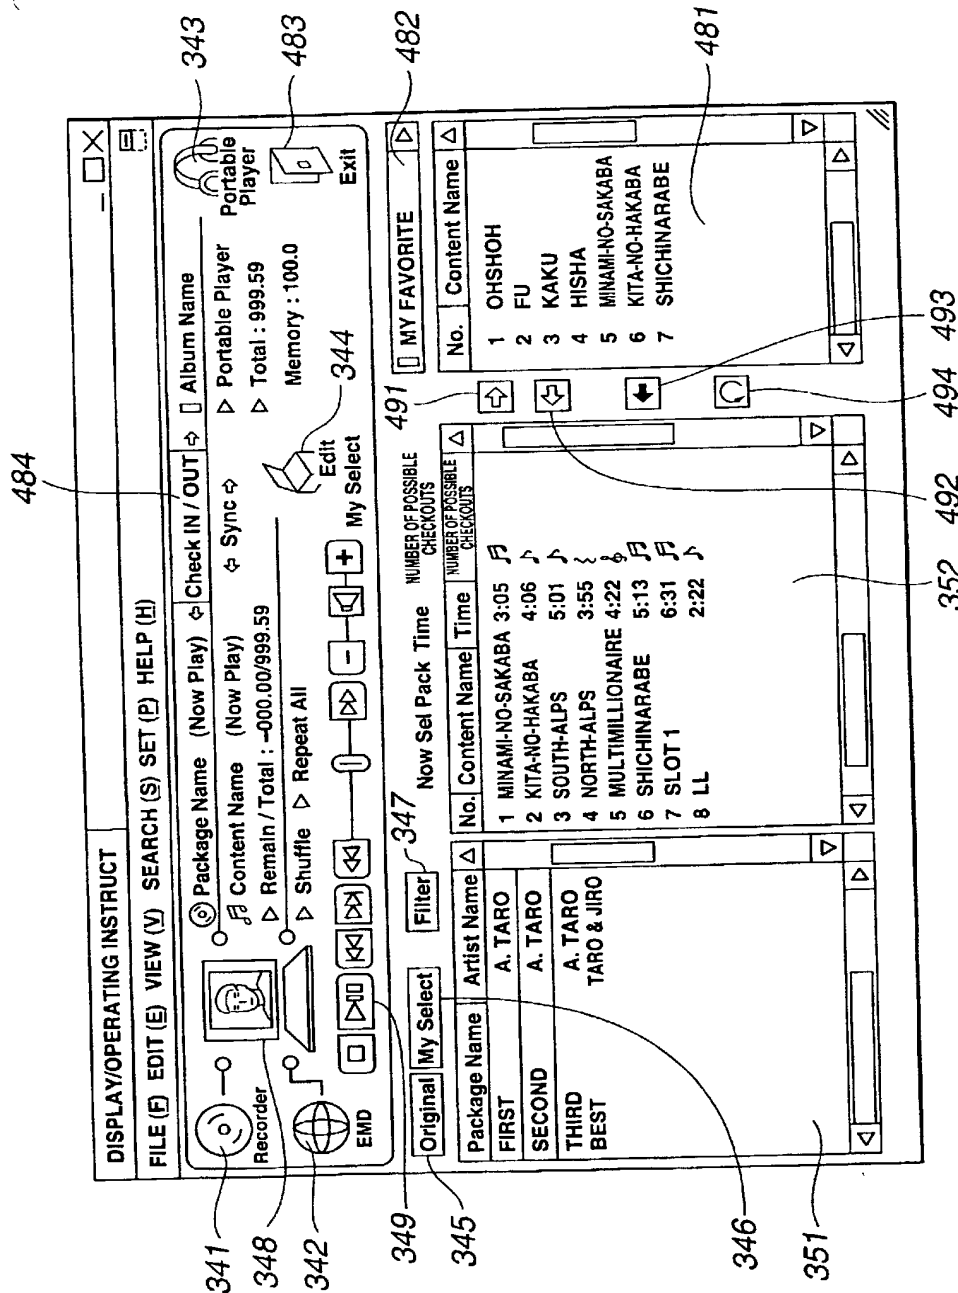 484
DISPLAY/OPERATING INSTRUCT
FILE (F) EDIT (E) VIEW (V) SEARCH (S) SET (P) HELP (H)
341
Recorder
348
342
EMD
Package Name (Now Play)
Check IN / OUT
Album Name
Content Name (Now Play)
Sync
Portable Player
Remain / Total : -000.00/999.59
Total : 999.59
Memory : 100.0
Shuffle
Repeat All
344
Edit
My Select
343
Portable
Player
483
Exit
349
345
Original
My Select
Filter
347
Now Sel Pack Time
NUMBER OF POSSIBLE
CHECKOUTS
491
MY FAVORITE
482
Package Name Artist Name
FIRST A. TARO
SECOND A. TARO
THIRD A. TARO
BEST TARO & JIRO
346
351
No. Content Name Time NUMBER OF POSSIBLE
CHECKOUTS
1 MINAMI-NO-SAKABA 3:05
2 KITA-NO-HAKABA 4:06
3 SOUTH-ALPS 5:01
4 NORTH-ALPS 3:55
5 MULTIMILLIONAIRE 4:22
6 SHICHINARABE 5:13
7 SLOT 1 6:31
8 LL 2:22
352
492
494
493
No. Content Name
1 OHSHOH
2 FU
3 KAKU
4 HISHA
5 MINAMI-NO-SAKABA
6 KITA-NO-HAKABA
7 SHICHINARABE
481